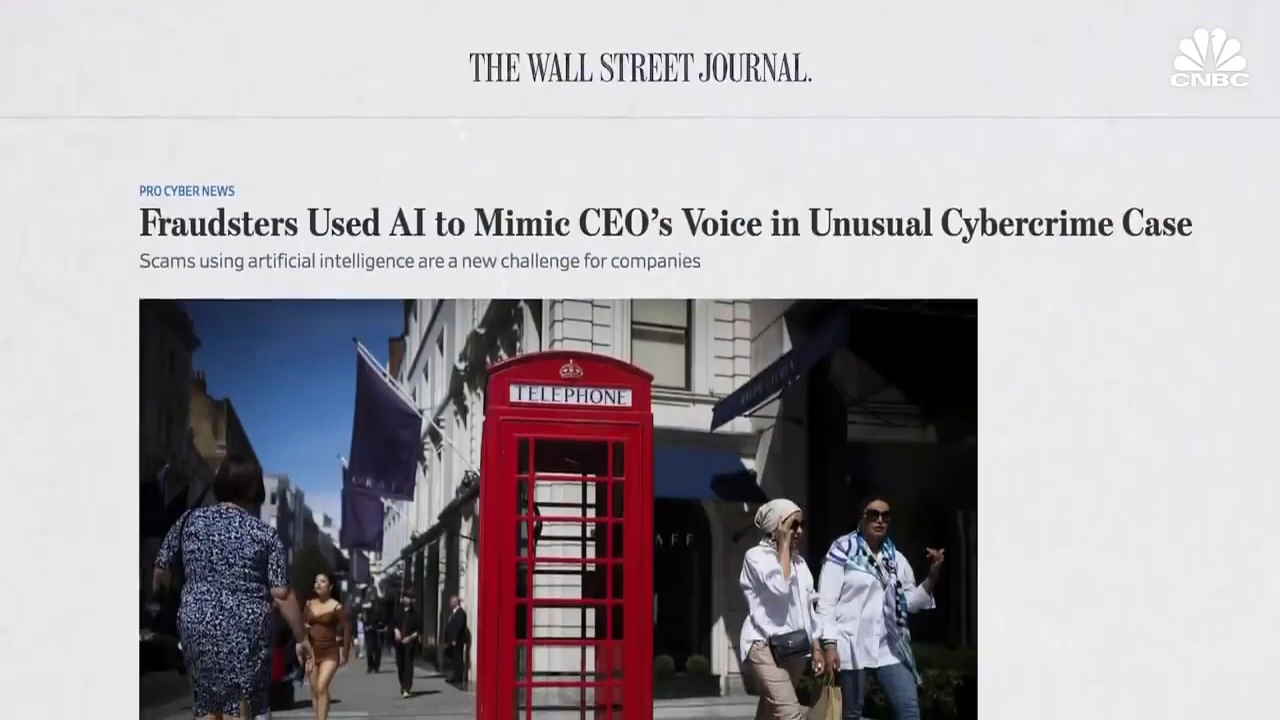 THE WALL STREET JOURNAL.
CNBC
PRO CYBER NEWS
Fraudsters Used AI to Mimic CEO's Voice in Unusual Cybercrime Case
Scams using artificial intelligence are a new challenge for companies
TELEPHONE